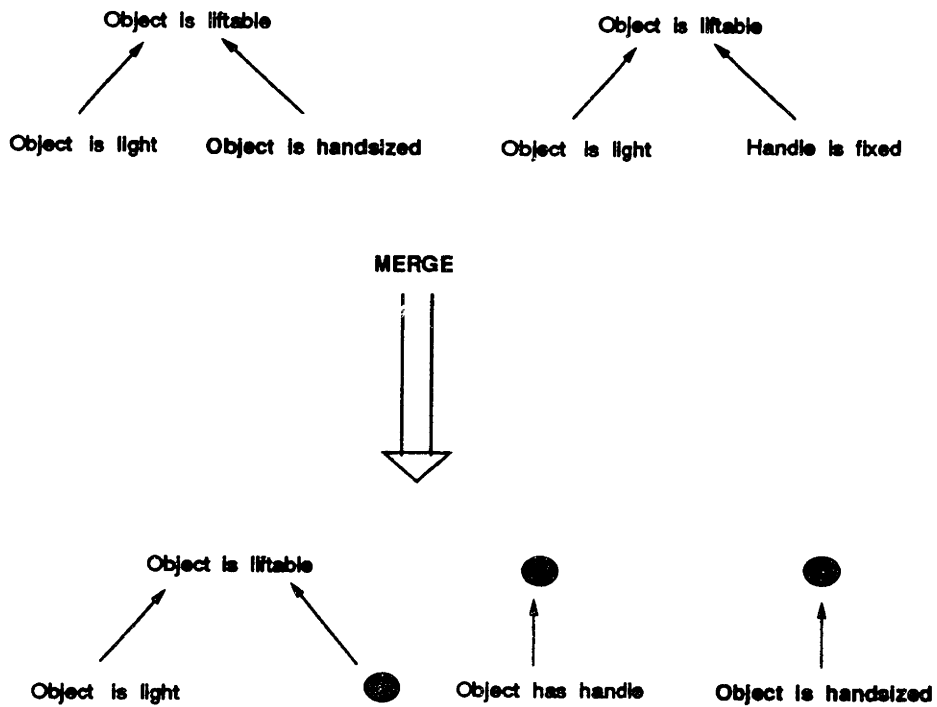 Object is liftable
Object is liftable
Object is light
Object is handsized
Object is light
Handle is fixed
MERGE
Object is liftable
Object is light
Object has handle
Object is handsized